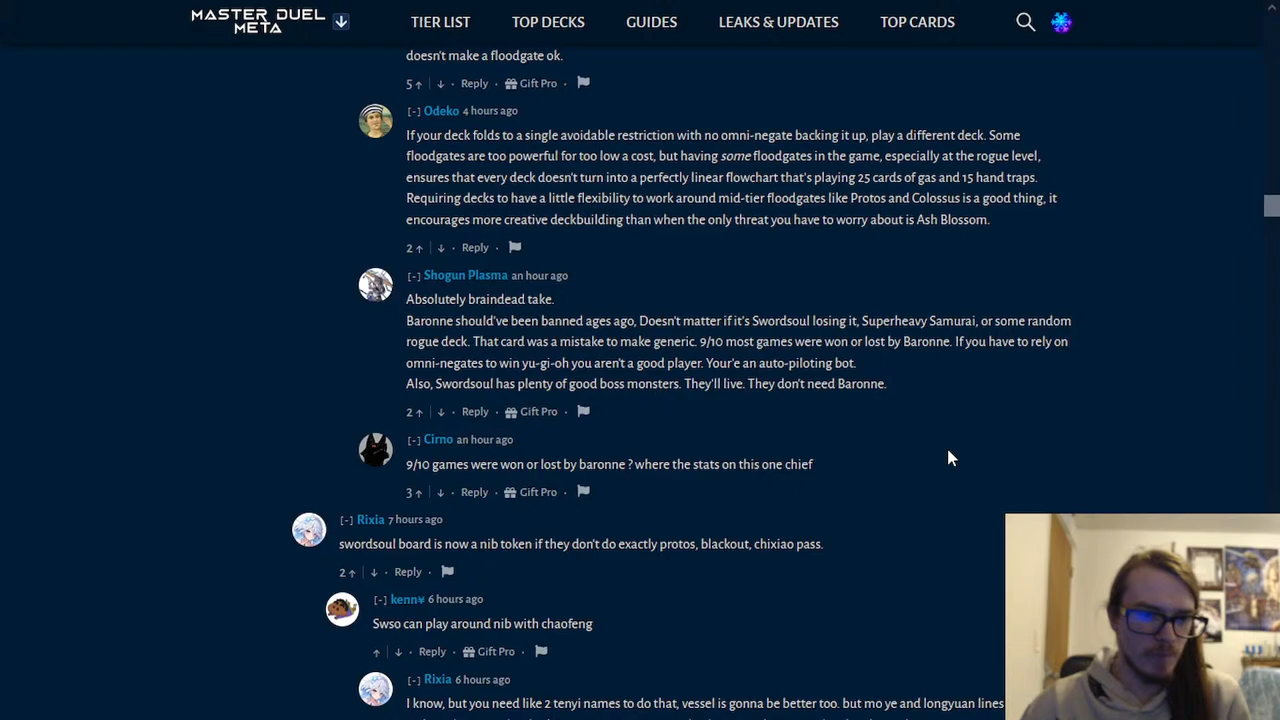 MASTER DUEL
META
TIER LIST
TOP DECKS
GUIDES
LEAKS & UPDATES
TOP CARDS
doesn't make a floodgate ok.
5 · Reply · Gift Pro ·
[-] Odeko 4 hours ago
If your deck folds to a single avoidable restriction with no omni-negate backing it up, play a different deck. Some
floodgates are too powerful for too low a cost, but having some floodgates in the game, especially at the rogue level,
ensures that every deck doesn't turn into a perfectly linear flowchart that's playing 25 cards of gas and 15 hand traps.
Requiring decks to have a little flexibility to work around mid-tier floodgates like Protos and Colossus is a good thing, it
encourages more creative deckbuilding than when the only threat you have to worry about is Ash Blossom.
2 · Reply ·
[-] Shogun Plasma an hour ago
Absolutely braindead take.
Baronne should've been banned ages ago, Doesn't matter if it's Swordsoul losing it, Superheavy Samurai, or some random
rogue deck. That card was a mistake to make generic. 9/10 most games were won or lost by Baronne. If you have to rely on
omni-negates to win yu-gi-oh you aren't a good player. Your'e an auto-piloting bot.
Also, Swordsoul has plenty of good boss monsters. They'll live. They don't need Baronne.
2 · Reply · Gift Pro ·
[-] Cirno an hour ago
9/10 games were won or lost by baronne ? where the stats on this one chief
3 · Reply · Gift Pro ·
[-] Rixia 7 hours ago
swordsoul board is now a nib token if they don't do exactly protos, blackout, chixiao pass.
2 · Reply ·
[-] kenn¥ 6 hours ago
Swso can play around nib with chaofeng
· Reply · Gift Pro ·
[-] Rixia 6 hours ago
I know, but you need like 2 tenyi names to do that, vessel is gonna be better too. but mo ye and longyuan lines